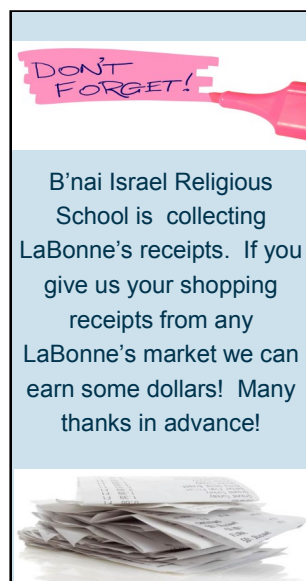 DON'T
FORGET!
B'nai Israel Religious
School is  collecting
LaBonne's receipts.  If you
give us your shopping
receipts from any
LaBonne's market we can
earn some dollars!  Many
thanks in advance!